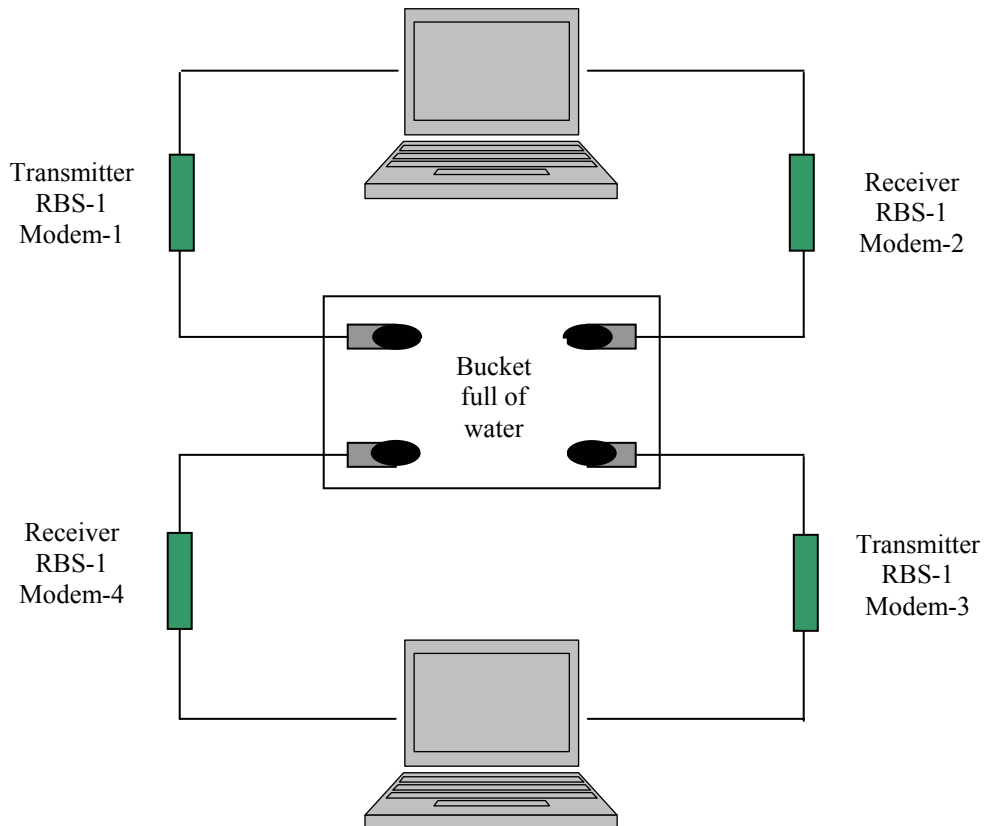 Transmitter
RBS-1
Modem-1
Receiver
RBS-1
Modem-2
Bucket
full of
water
Receiver
RBS-1
Modem-4
Transmitter
RBS-1
Modem-3